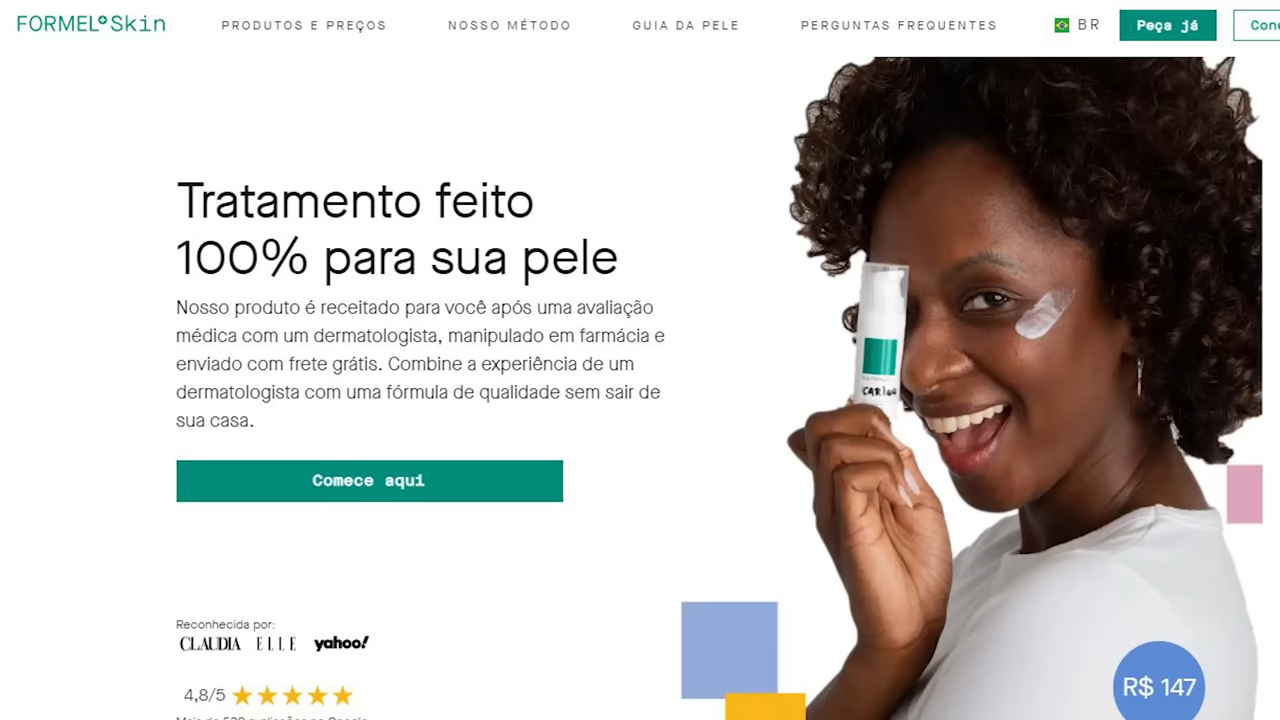 FORMEL Skin
PRODUTOS E PREÇOS
NOSSO MÉTODO
GUIA DA PELE
PERGUNTAS FREQUENTES
BR
Peça já
Tratamento feito
100% para sua pele
Nosso produto é receitado para você após uma avaliação
médica com um dermatologista, manipulado em farmácia e
enviado com frete grátis. Combine a experiência de um
dermatologista com uma fórmula de qualidade sem sair de
sua casa.
Comece aqui
Reconhecida por:
CLAUDIA ELLE yahoo!
4,8/5
R$ 147